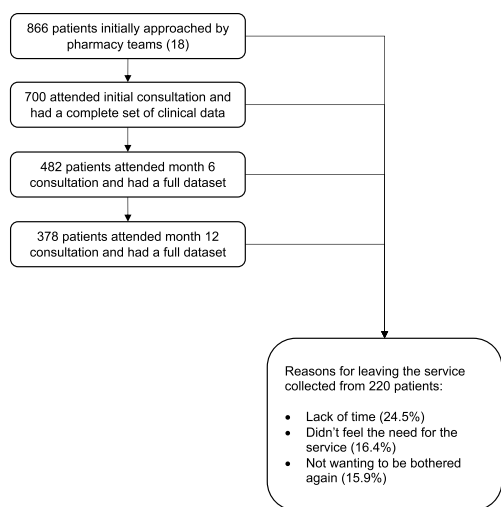 866 patients initially approached by
pharmacy teams (18)
700 attended initial consultation and
had a complete set of clinical data
482 patients attended month 6
consultation and had a full dataset
378 patients attended month 12
consultation and had a full dataset
Reasons for leaving the service
collected from 220 patients:
• Lack of time (24.5%)
• Didn’t feel the need for the
service (16.4%)
• Not wanting to be bothered
again (15.9%)